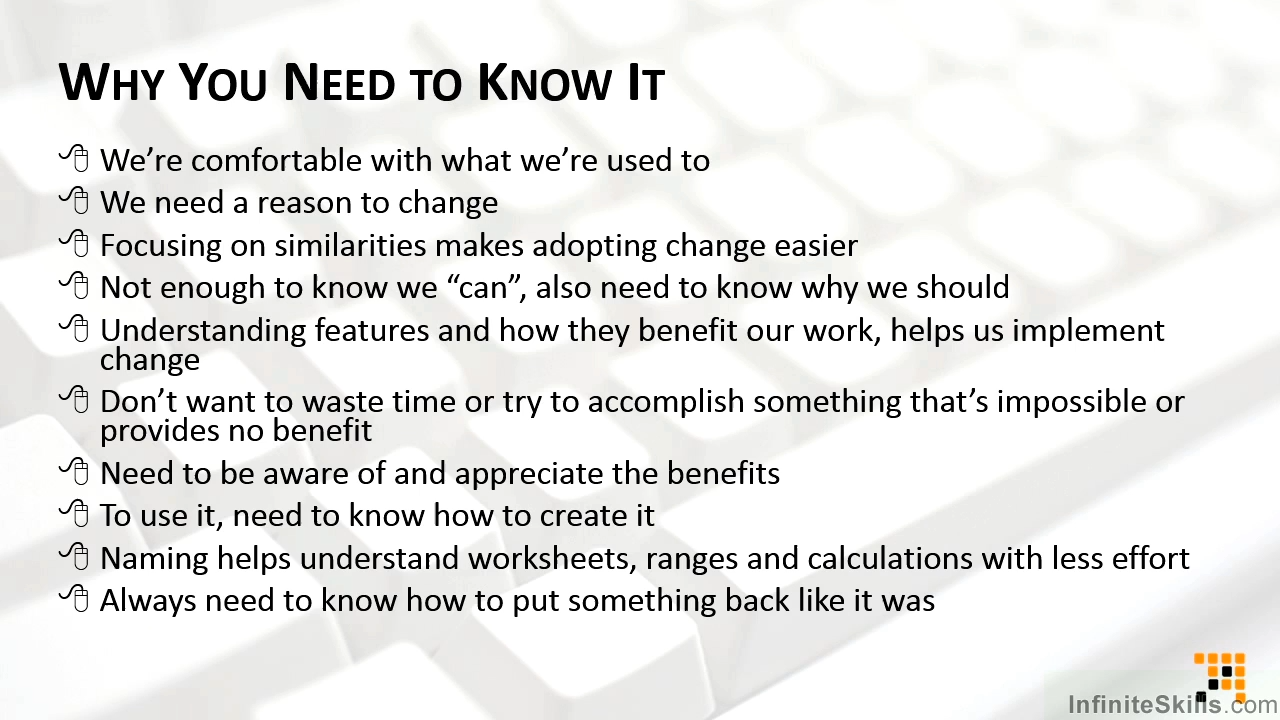 Why You Need to Know It
We’re comfortable with what we’re used to
We need a reason to change
Focusing on similarities makes adopting change easier
Not enough to know we “can”, also need to know why we should
Understanding features and how they benefit our work, helps us implement
change
Don’t want to waste time or try to accomplish something that’s impossible or
provides no benefit
Need to be aware of and appreciate the benefits
To use it, need to know how to create it
Naming helps understand worksheets, ranges and calculations with less effort
Always need to know how to put something back like it was
InfiniteSkills.com